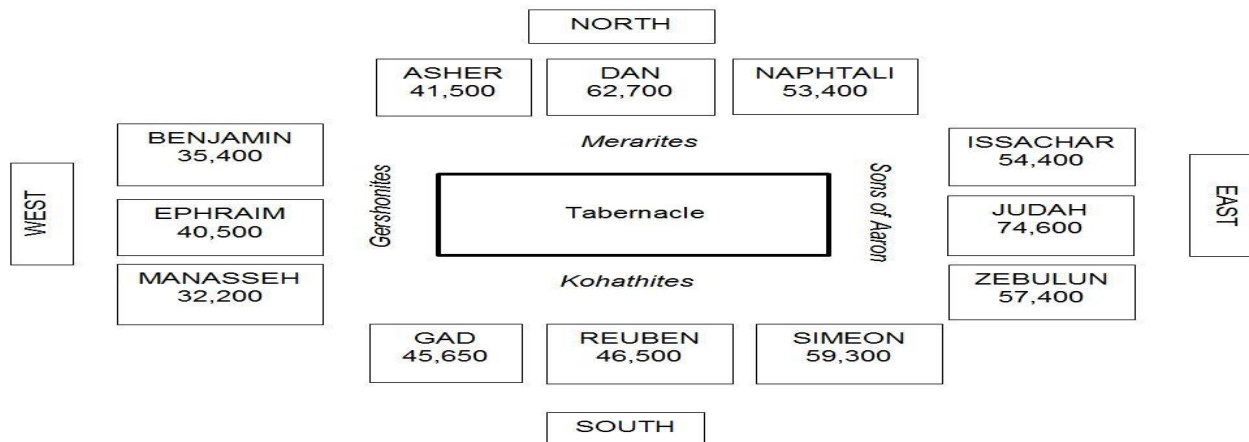 NORTH
ASHER
41,500
DAN
62,700
NAPHTALI
53,400
BENJAMIN
35,400
Merarites
ISSACHAR
54,400
WEST
EPHRAIM
40,500
Gershonites
Tabernacle
Sons of Aaron
JUDAH
74,600
EAST
MANASSEH
32,200
Kohathites
ZEBULUN
57,400
GAD
45,650
REUBEN
46,500
SIMEON
59,300
SOUTH